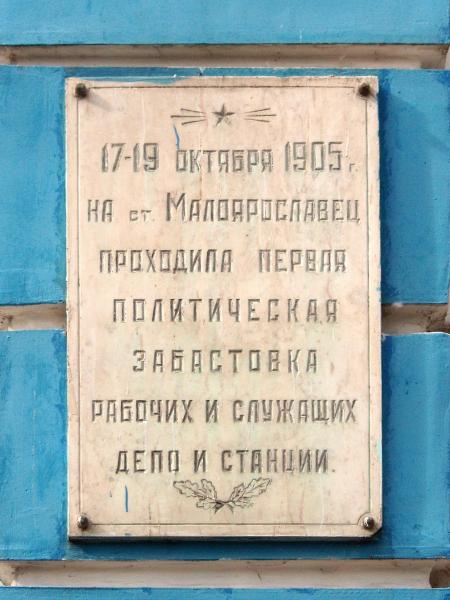 17-19 октября 1905 г.
на ст. Малоярославец
проходила первая
политическая
забастовка
рабочих и служащих
депо и станции.